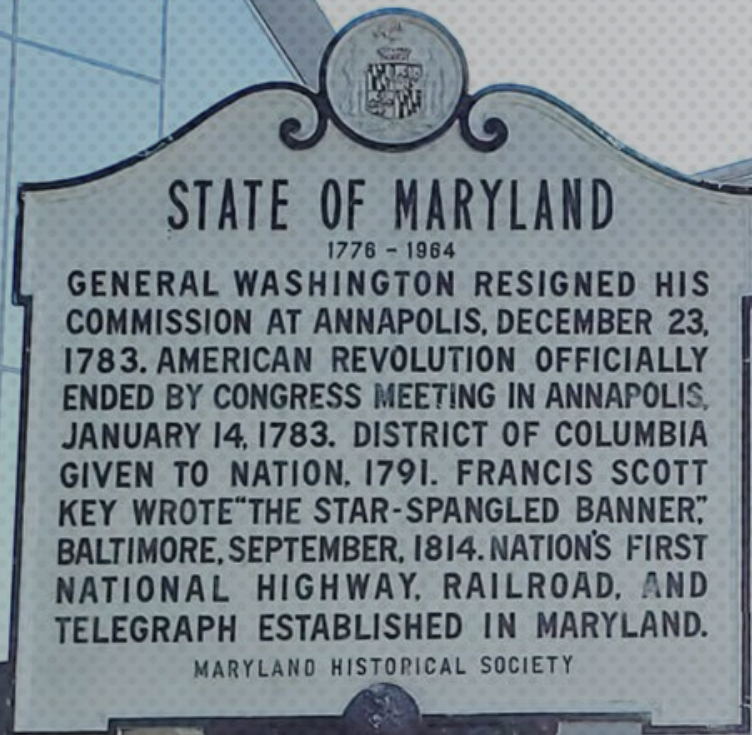 STATE OF MARYLAND
1776 - 1964
GENERAL WASHINGTON RESIGNED HIS
COMMISSION AT ANNAPOLIS, DECEMBER 23,
1783. AMERICAN REVOLUTION OFFICIALLY
ENDED BY CONGRESS MEETING IN ANNAPOLIS,
JANUARY 14, 1783. DISTRICT OF COLUMBIA
GIVEN TO NATION, 1791. FRANCIS SCOTT
KEY WROTE "THE STAR-SPANGLED BANNER,"
BALTIMORE, SEPTEMBER, 1814. NATION'S FIRST
NATIONAL HIGHWAY, RAILROAD, AND
TELEGRAPH ESTABLISHED IN MARYLAND.
MARYLAND HISTORICAL SOCIETY